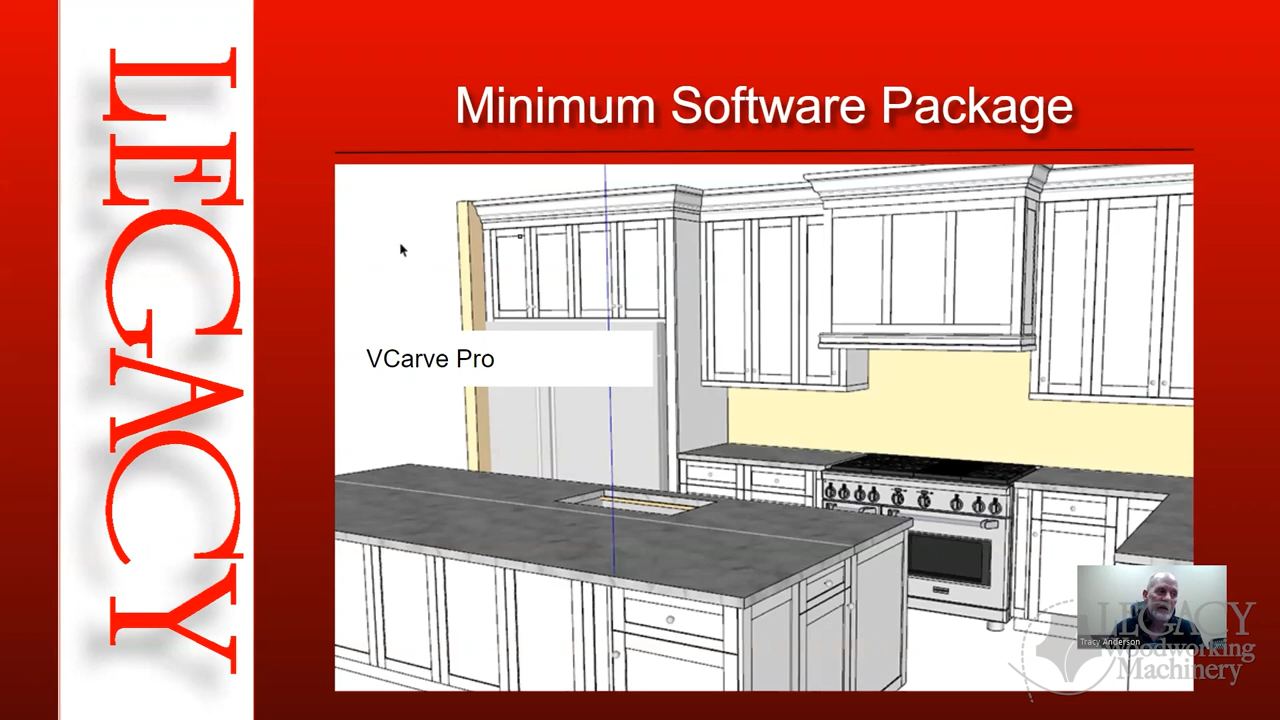 LEGACY
Minimum Software Package
VCarve Pro
Tracy Anderson
LEGACY
Woodworking
Machinery